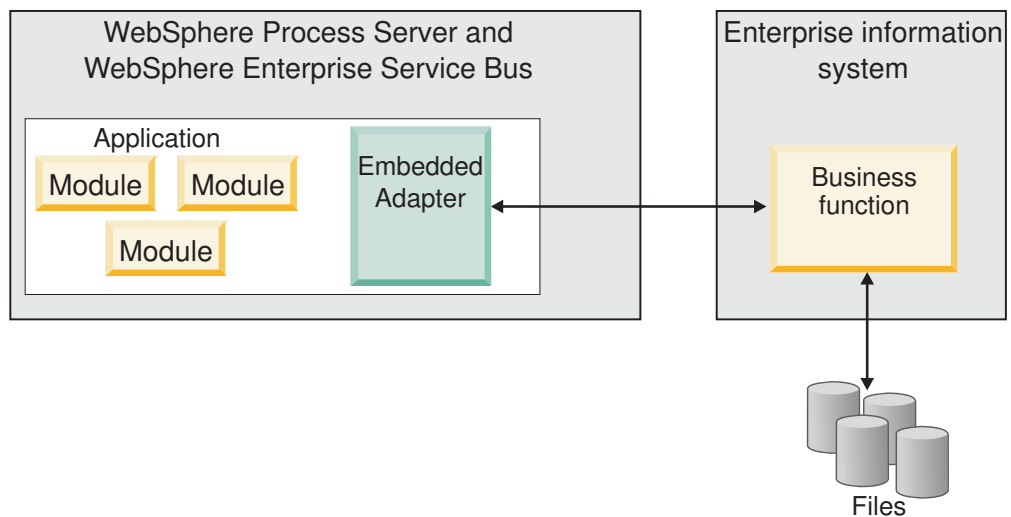 WebSphere Process Server and
WebSphere Enterprise Service Bus
Application
Module
Module
Module
Embedded
Adapter
Enterprise information
system
Business
function
Files